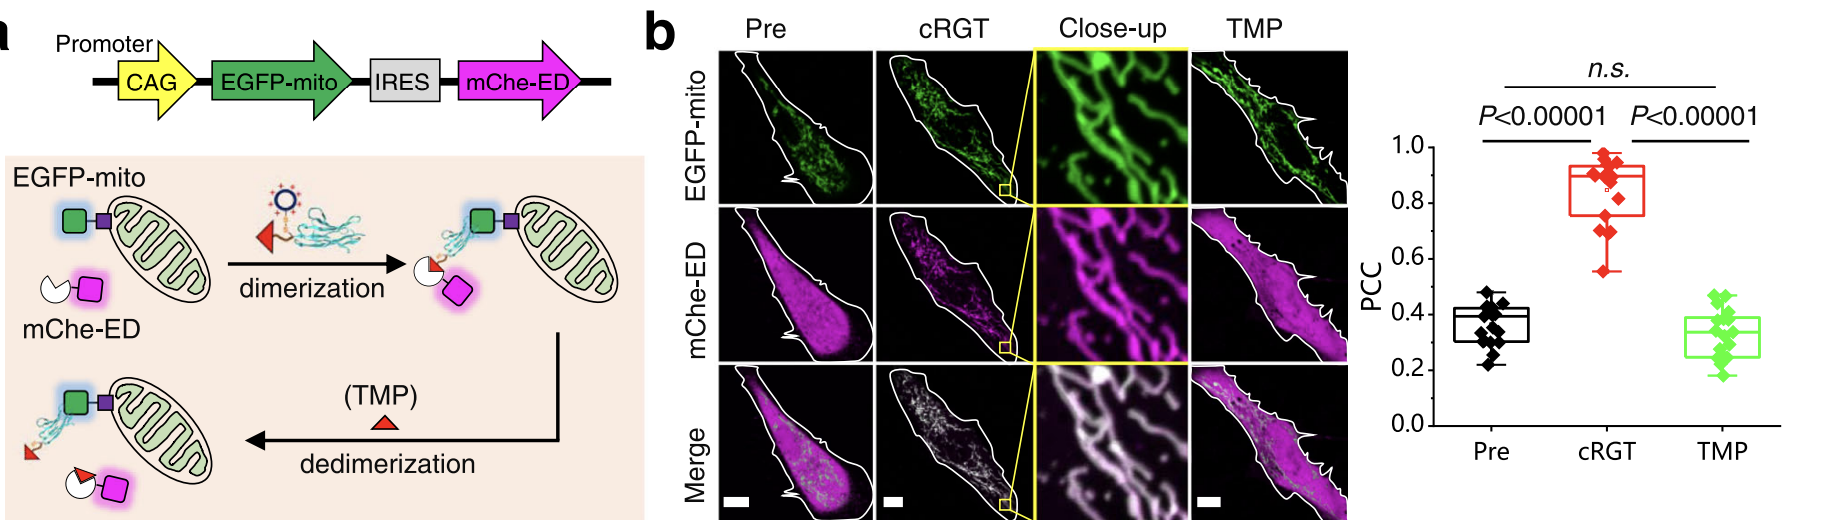 a
Promoter
CAG
EGFP-mito
IRES
mChe-ED
EGFP-mito
dimerization
mChe-ED
(TMP)
dedimerization
b
Pre
cRGT
Close-up
TMP
EGFP-mito
mChe-ED
Merge
n.s.
P<0.00001
P<0.00001
PCC
1.0
0.8
0.6
0.4
0.2
0.0
Pre
cRGT
TMP